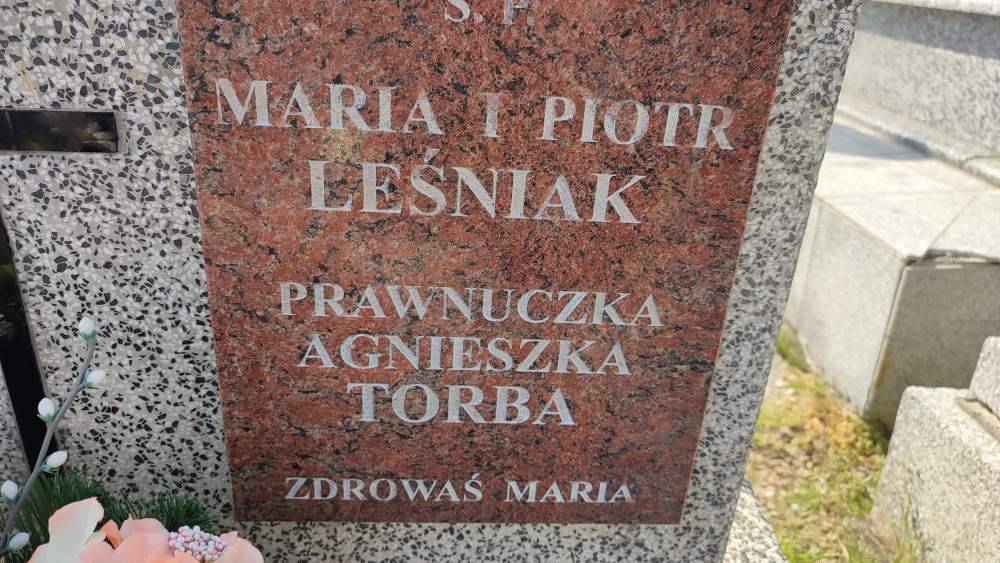 Ś. P.
MARIA I PIOTR
LEŚNIAK
PRAWNUCZKA
AGNIESZKA
TORBA
ZDROWAŚ MARIA